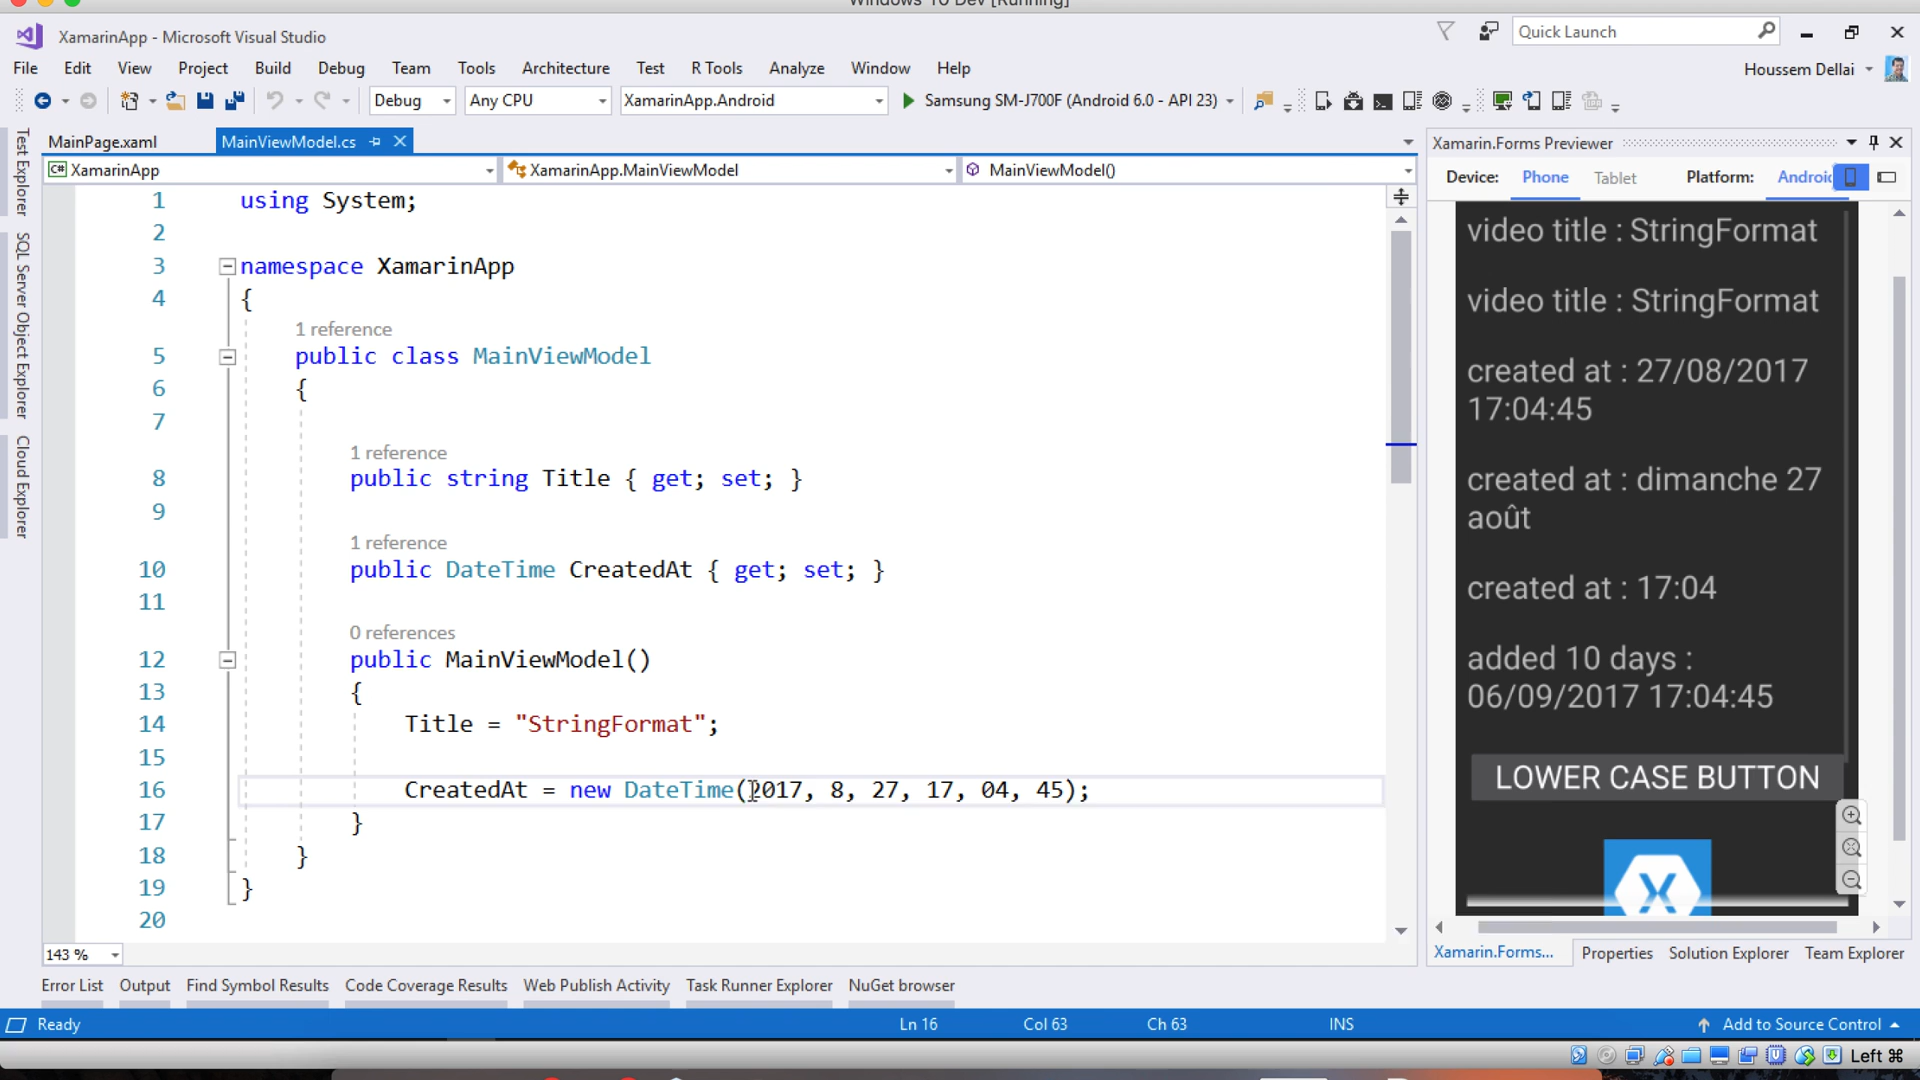 Windows 10 Dev [Running]
XamarinApp - Microsoft Visual Studio
Quick Launch
File Edit View Project Build Debug Team Tools Architecture Test R Tools Analyze Window Help
Houssem Dellai
Debug Any CPU XamarinApp.Android Samsung SM-J700F (Android 6.0 - API 23)
Test Explorer
SQL Server Object Explorer
Cloud Explorer
MainPage.xaml MainViewModel.cs
C# XamarinApp XamarinApp.MainViewModel MainViewModel()
1 using System;
2
3 namespace XamarinApp
4 {
1 reference
5 public class MainViewModel
6 {
7
1 reference
8 public string Title { get; set; }
9
1 reference
10 public DateTime CreatedAt { get; set; }
11
0 references
12 public MainViewModel()
13 {
14 Title = "StringFormat";
15
16 CreatedAt = new DateTime(2017, 8, 27, 17, 04, 45);
17 }
18 }
19 }
20
143 %
Xamarin.Forms Previewer
Device: Phone Tablet Platform: Android
video title : StringFormat
video title : StringFormat
created at : 27/08/2017
17:04:45
created at : dimanche 27
août
created at : 17:04
added 10 days :
06/09/2017 17:04:45
LOWER CASE BUTTON
Xamarin.Forms... Properties Solution Explorer Team Explorer
Error List Output Find Symbol Results Code Coverage Results Web Publish Activity Task Runner Explorer NuGet browser
Ready Ln 16 Col 63 Ch 63 INS Add to Source Control
Left ⌘